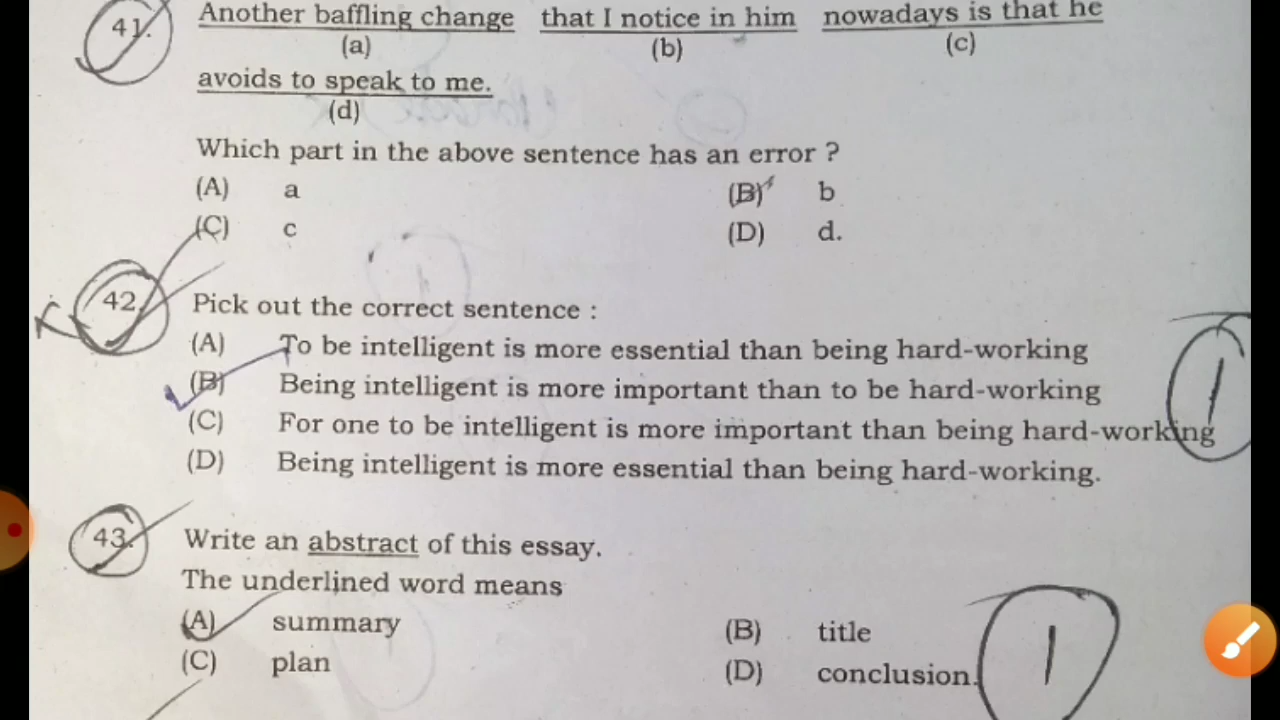 41. Another baffling change that I notice in him nowadays is that he
(a) (b) (c)
avoids to speak to me.
(d)
Which part in the above sentence has an error ?
(A) a (B) b
(C) c (D) d.
42. Pick out the correct sentence :
(A) To be intelligent is more essential than being hard-working
(B) Being intelligent is more important than to be hard-working
(C) For one to be intelligent is more important than being hard-working
(D) Being intelligent is more essential than being hard-working.
1
43. Write an abstract of this essay.
The underlined word means
(A) summary (B) title
(C) plan (D) conclusion.
1